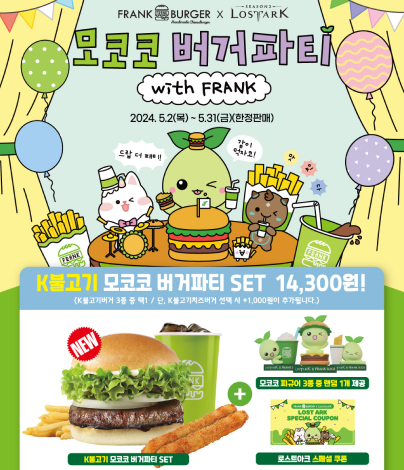 FRANK BURGER X SEASON 3 LOST ARK
모코코 버거파티
with FRANK
2024. 5.2(목) ~ 5.31(금)(한정판매)
드랍 더 패티!
같이 먹자요!
FRANK
K불고기 모코코 버거파티 SET 14,300원!
(K불고기버거 3종 중 택1 / 단, K불고기치즈버거 선택 시 +1,000원이 추가됩니다.)
NEW
+
모코코 피규어 3종 중 랜덤 1개 제공
LOST ARK
SPECIAL COUPON
K불고기 모코코 버거파티 SET
로스트아크 스페셜 쿠폰